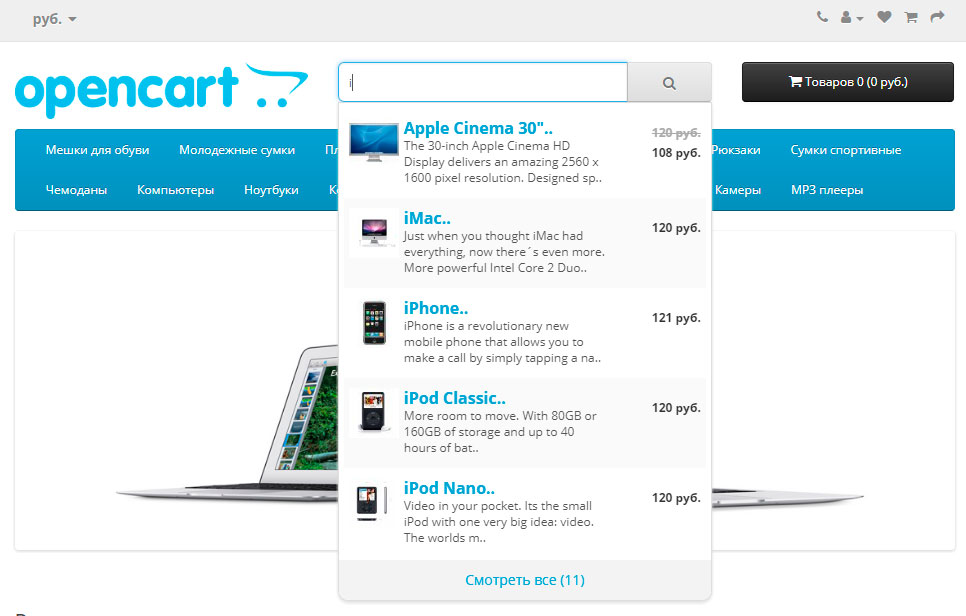 руб.
opencart
i
Товаров 0 (0 руб.)
Мешки для обуви Молодежные сумки Рюкзаки Сумки спортивные
Чемоданы Компьютеры Ноутбуки Камеры MP3 плееры
Apple Cinema 30"..
120 руб.
The 30-inch Apple Cinema HD
108 руб.
Display delivers an amazing 2560 x
1600 pixel resolution. Designed sp..
iMac..
120 руб.
Just when you thought iMac had
everything, now there´s even more.
More powerful Intel Core 2 Duo..
iPhone..
121 руб.
iPhone is a revolutionary new
mobile phone that allows you to
make a call by simply tapping a na..
iPod Classic..
120 руб.
More room to move. With 80GB or
160GB of storage and up to 40
hours of bat..
iPod Nano..
120 руб.
Video in your pocket. Its the small
iPod with one very big idea: video.
The worlds m..
Смотреть все (11)